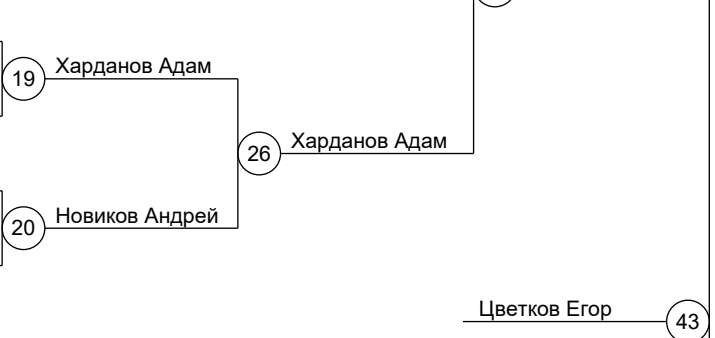 Харданов Адам
19
Харданов Адам
26
Новиков Андрей
20
Цветков Егор
43